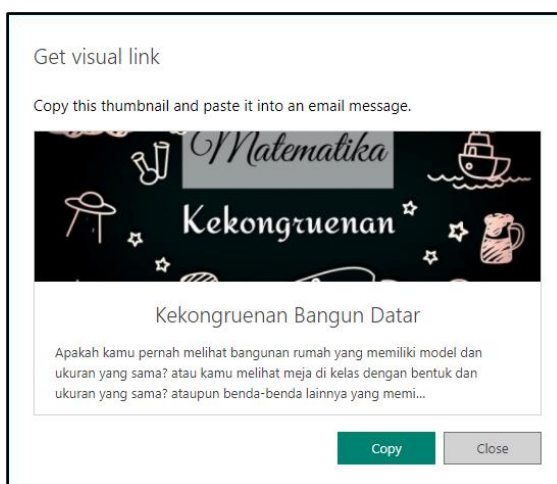 Get visual link
Copy this thumbnail and paste it into an email message.
Matematika
Kekongruenan
Kekongruenan Bangun Datar
Apakah kamu pernah melihat bangunan rumah yang memiliki model dan
ukuran yang sama? atau kamu melihat meja di kelas dengan bentuk dan
ukuran yang sama? ataupun benda-benda lainnya yang memi...
Copy
Close